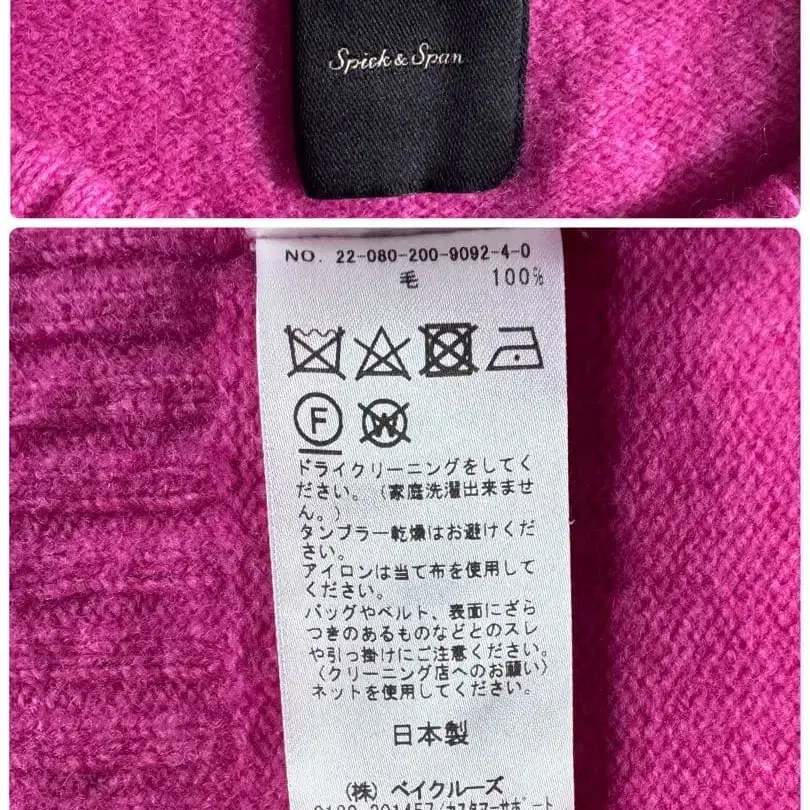 Spick & Span
NO. 22-080-200-9092-4-0
毛 100%
F W
ドライクリーニングをしてく
ださい。（家庭洗濯出来ませ
ん。）
タンブラー乾燥はお避けくだ
さい。
アイロンは当て布を使用して
ください。
バッグやベルト、表面にざら
つきのあるものなどとのスレ
や引っ掛けにご注意ください。
〈クリーニング店へのお願い〉
ネットを使用してください。
日本製
（株）ベイクルーズ